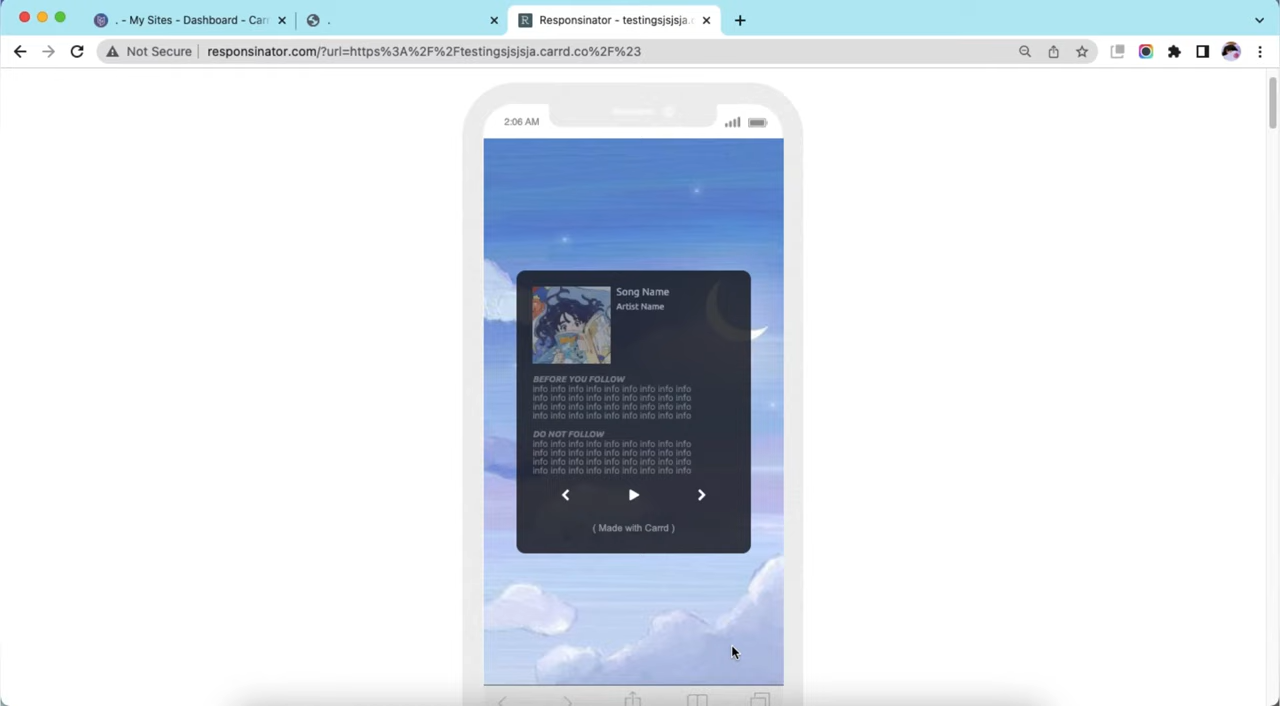 . - My Sites - Dashboard - Carr
.
Responsinator - testingsjsjsja.c
Not Secure
responsinator.com/?url=https%3A%2F%2Ftestingsjsjsja.carrd.co%2F%23
2:06 AM
Song Name
Artist Name
BEFORE YOU FOLLOW
info info info info info info info info info
info info info info info info info info info
info info info info info info info info info
info info info info info info info info info
DO NOT FOLLOW
info info info info info info info info info
info info info info info info info info info
info info info info info info info info info
info info info info info info info info info
( Made with Carrd )